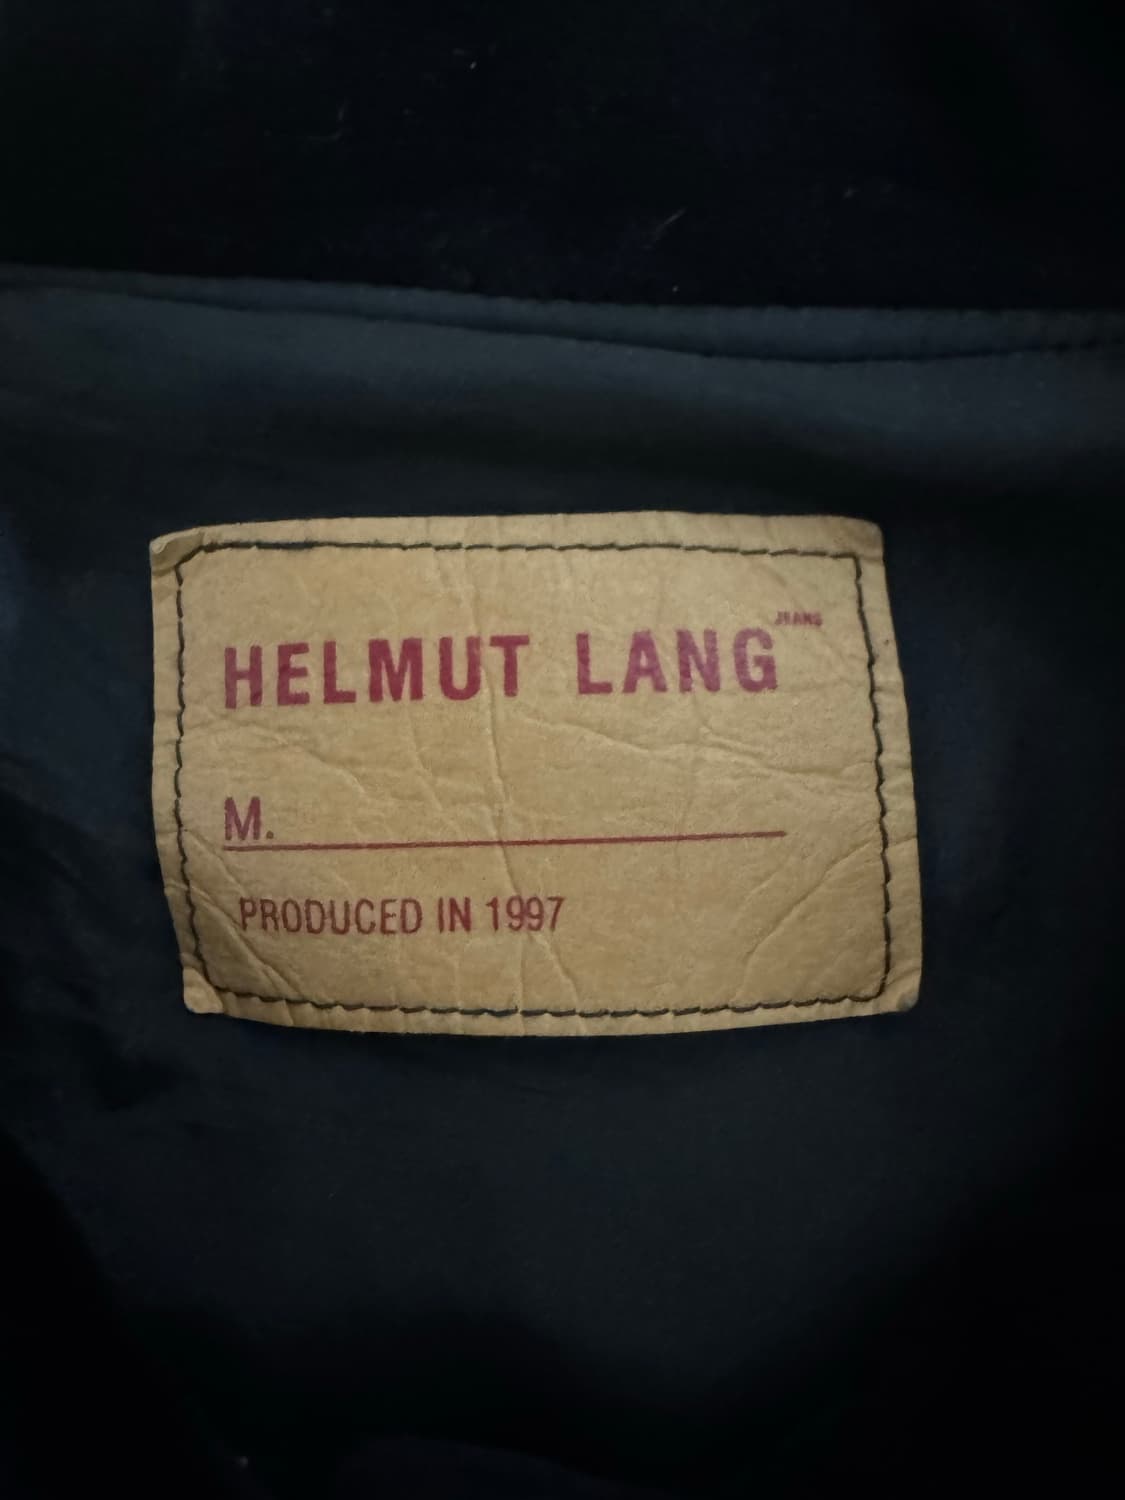 HELMUT LANG JEANS
M.
PRODUCED IN 1997